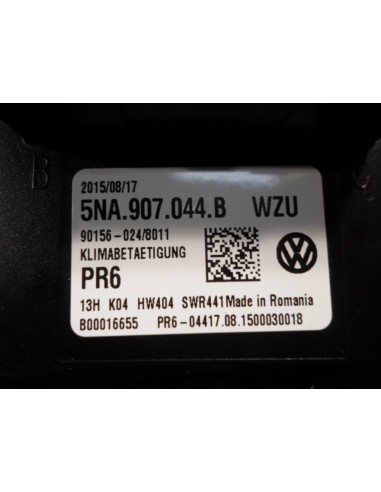 B
C
2015/08/17
5NA.907.044.B WZU
90156-024/8011
KLIMABETAETIGUNG
PR6
13H K04 HW404 SWR441 Made in Romania
B00016655 PR6-04417.08.1500030018